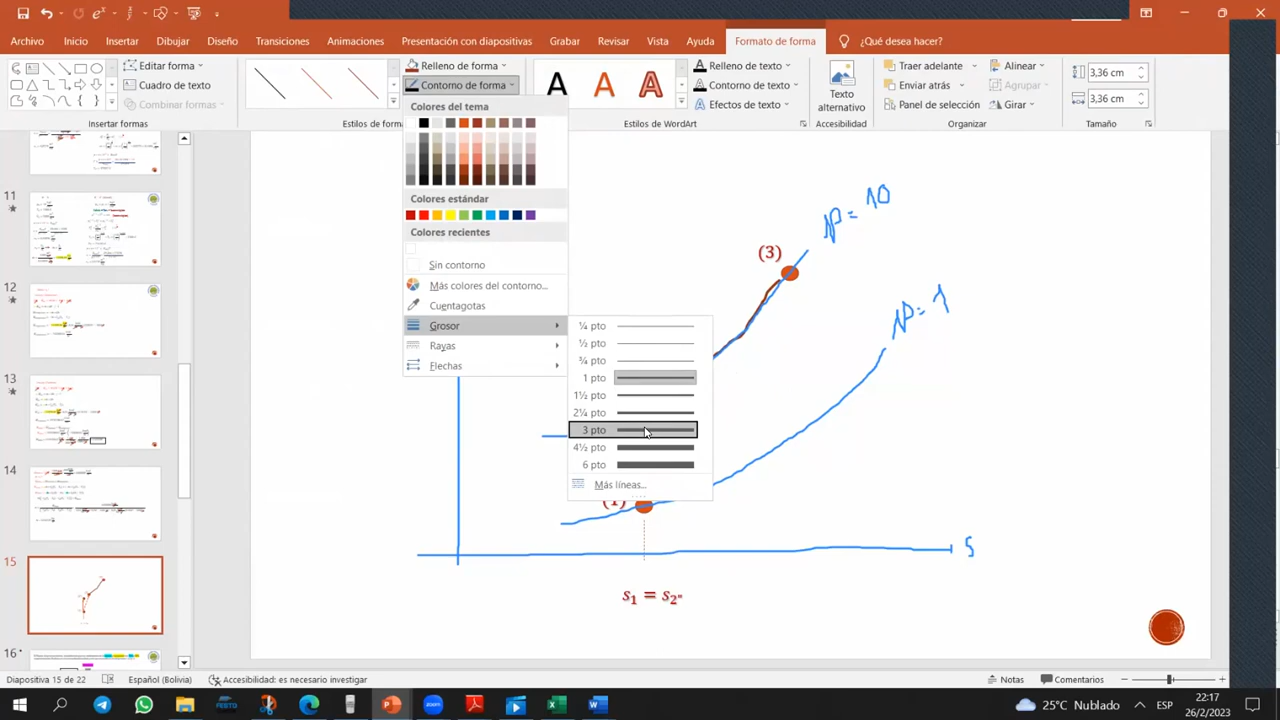 Archivo Inicio Insertar Dibujar Diseño Transiciones Animaciones Presentación con diapositivas Grabar Revisar Vista Ayuda Formato de forma ¿Qué desea hacer?
Editar forma
Cuadro de texto
Combinar formas
Insertar formas
Relleno de forma
Contorno de forma
Estilos de form
A A A
Relleno de texto
Contorno de texto
Efectos de texto
Estilos de WordArt
Texto alternativo
Accesibilidad
Traer adelante
Enviar atrás
Panel de selección
Alinear
Agrupar
Girar
Organizar
3,36 cm
3,36 cm
Tamaño
Colores del tema
Colores estándar
Colores recientes
Sin contorno
Más colores del contorno...
Cuentagotas
Grosor
Rayas
Flechas
¼ pto
½ pto
¾ pto
1 pto
1½ pto
2¼ pto
3 pto
4½ pto
6 pto
Más líneas...
11
12
13
14
15
16
(3)
P= 10
P= 1
(1)
S
s₁ = s₂"
Diapositiva 15 de 22 Español (Bolivia) Accesibilidad: es necesario investigar Notas Comentarios
FESTO
zoom
25°C Nublado ESP 22:17
26/2/2023